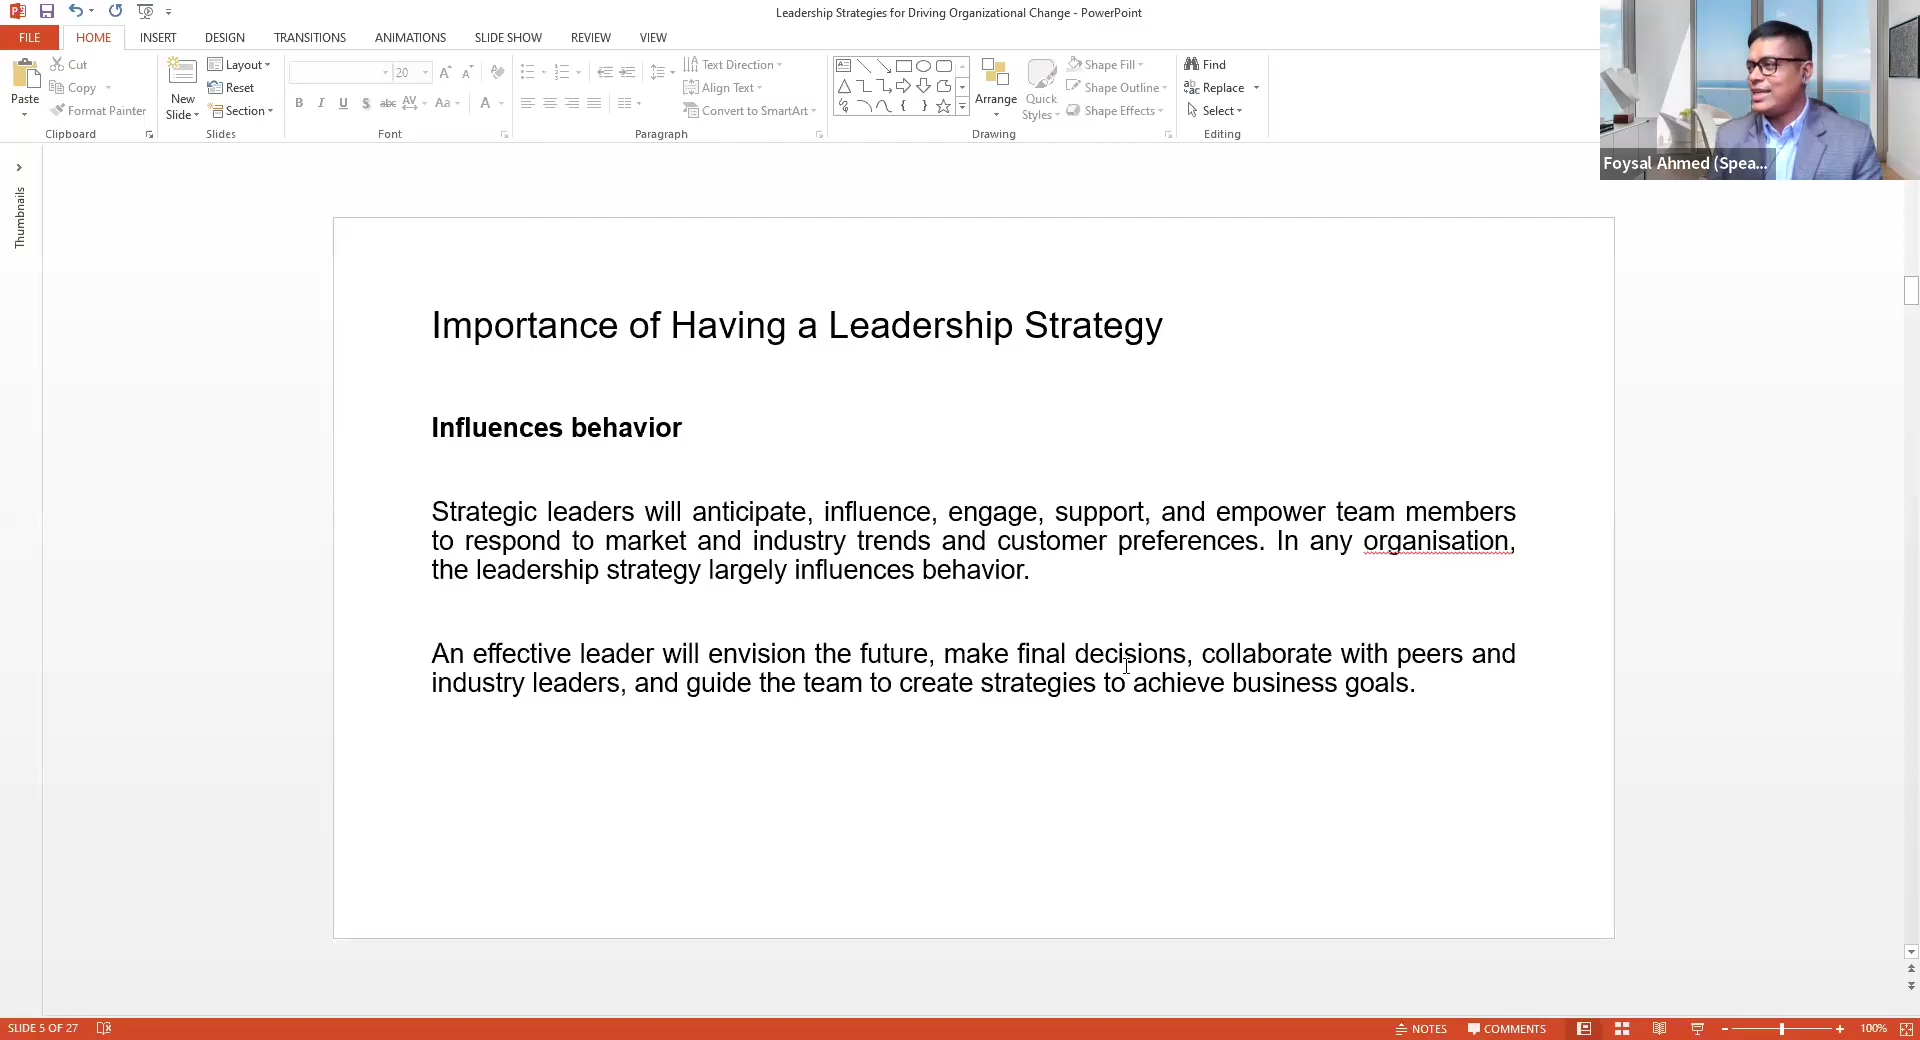 Leadership Strategies for Driving Organizational Change - PowerPoint
FILE HOME INSERT DESIGN TRANSITIONS ANIMATIONS SLIDE SHOW REVIEW VIEW
Paste
Cut
Copy
Format Painter
Clipboard
New Slide
Layout
Reset
Section
Slides
20
B I U S abc AV Aa A
Font
Text Direction
Align Text
Convert to SmartArt
Paragraph
Arrange
Quick Styles
Shape Fill
Shape Outline
Shape Effects
Drawing
Find
Replace
Select
Editing
Foysal Ahmed (Spea...
Thumbnails
Importance of Having a Leadership Strategy
Influences behavior
Strategic leaders will anticipate, influence, engage, support, and empower team members
to respond to market and industry trends and customer preferences. In any organisation,
the leadership strategy largely influences behavior.
An effective leader will envision the future, make final decisions, collaborate with peers and
industry leaders, and guide the team to create strategies to achieve business goals.
SLIDE 5 OF 27
NOTES
COMMENTS
100%